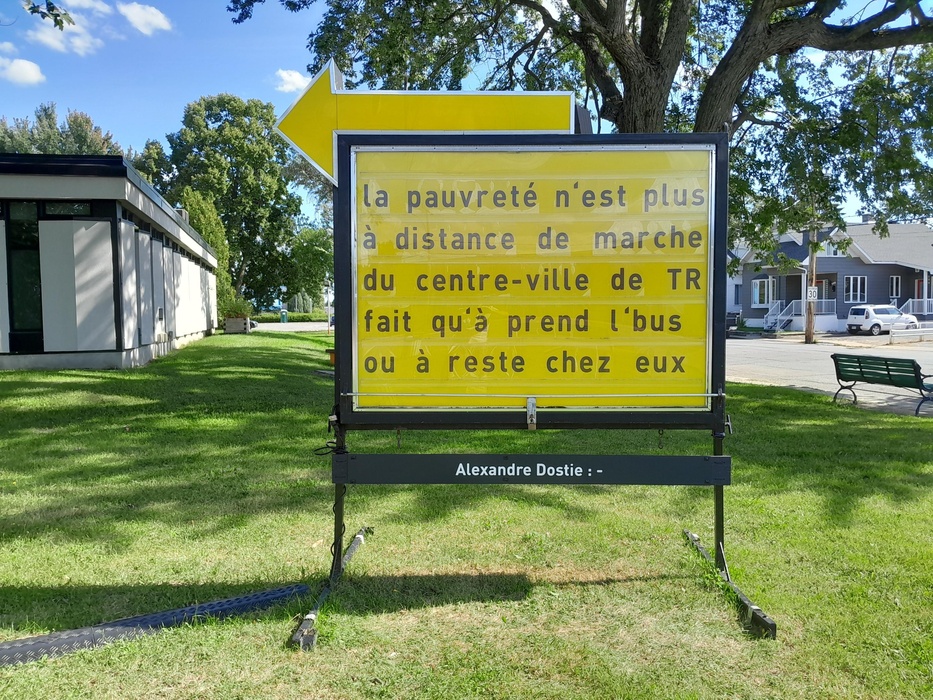 la pauvreté n'est plus
à distance de marche
du centre-ville de TR
fait qu'à prend l'bus
ou à reste chez eux
Alexandre Dostie : -
30